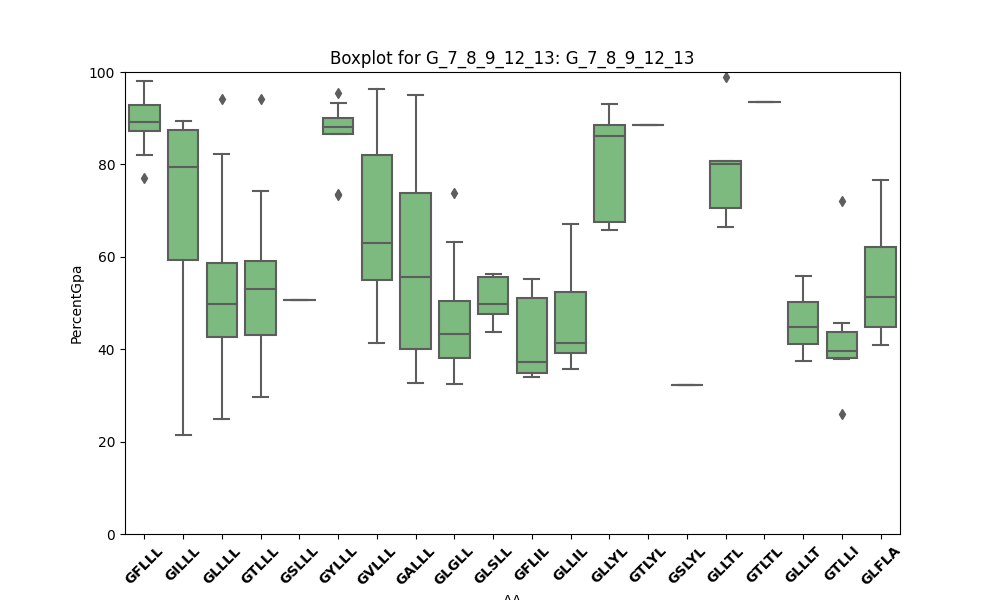 Boxplot for G_7_8_9_12_13: G_7_8_9_12_13
100
80
60
40
20
0
PercentGpa
GFLLL GILLL GLLLL GTLLL GSLLL GYLLL GVLLL GALLL GLGLL GLSLL GFLIL GLLIL GLLYL GTLYL GSLYL GLLTL GTLTL GLLLT GTLLI GLFLA
AA